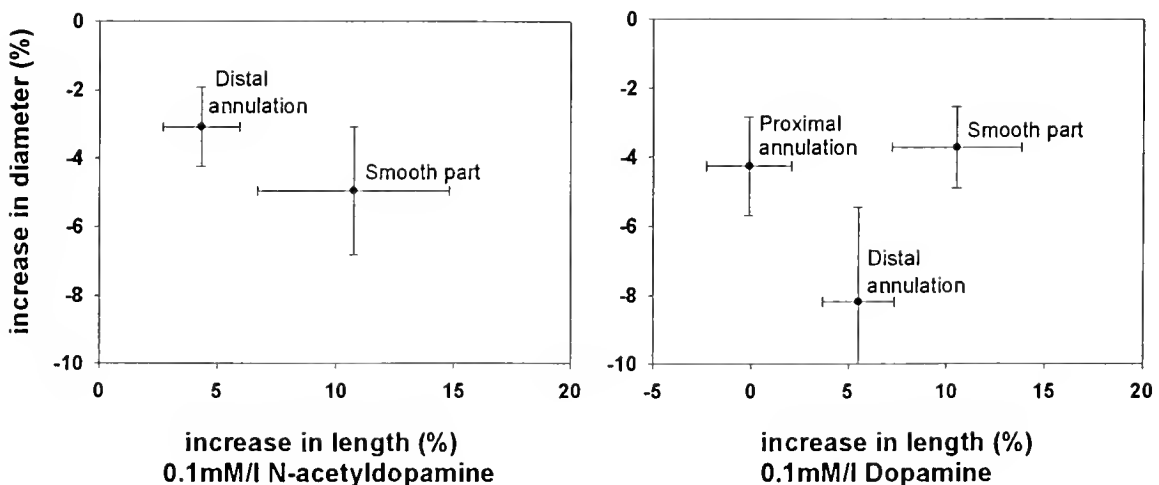 increase in diameter (%)
0
-2
-4
-6
-8
-10
Distal
annulation
Smooth part
0
5
10
15
20
increase in length (%)
0.1mM/l N-acetyldopamine
0
-2
-4
-6
-8
-10
Proximal
annulation
Smooth part
Distal
annulation
-5
0
5
10
15
20
increase in length (%)
0.1mM/l Dopamine